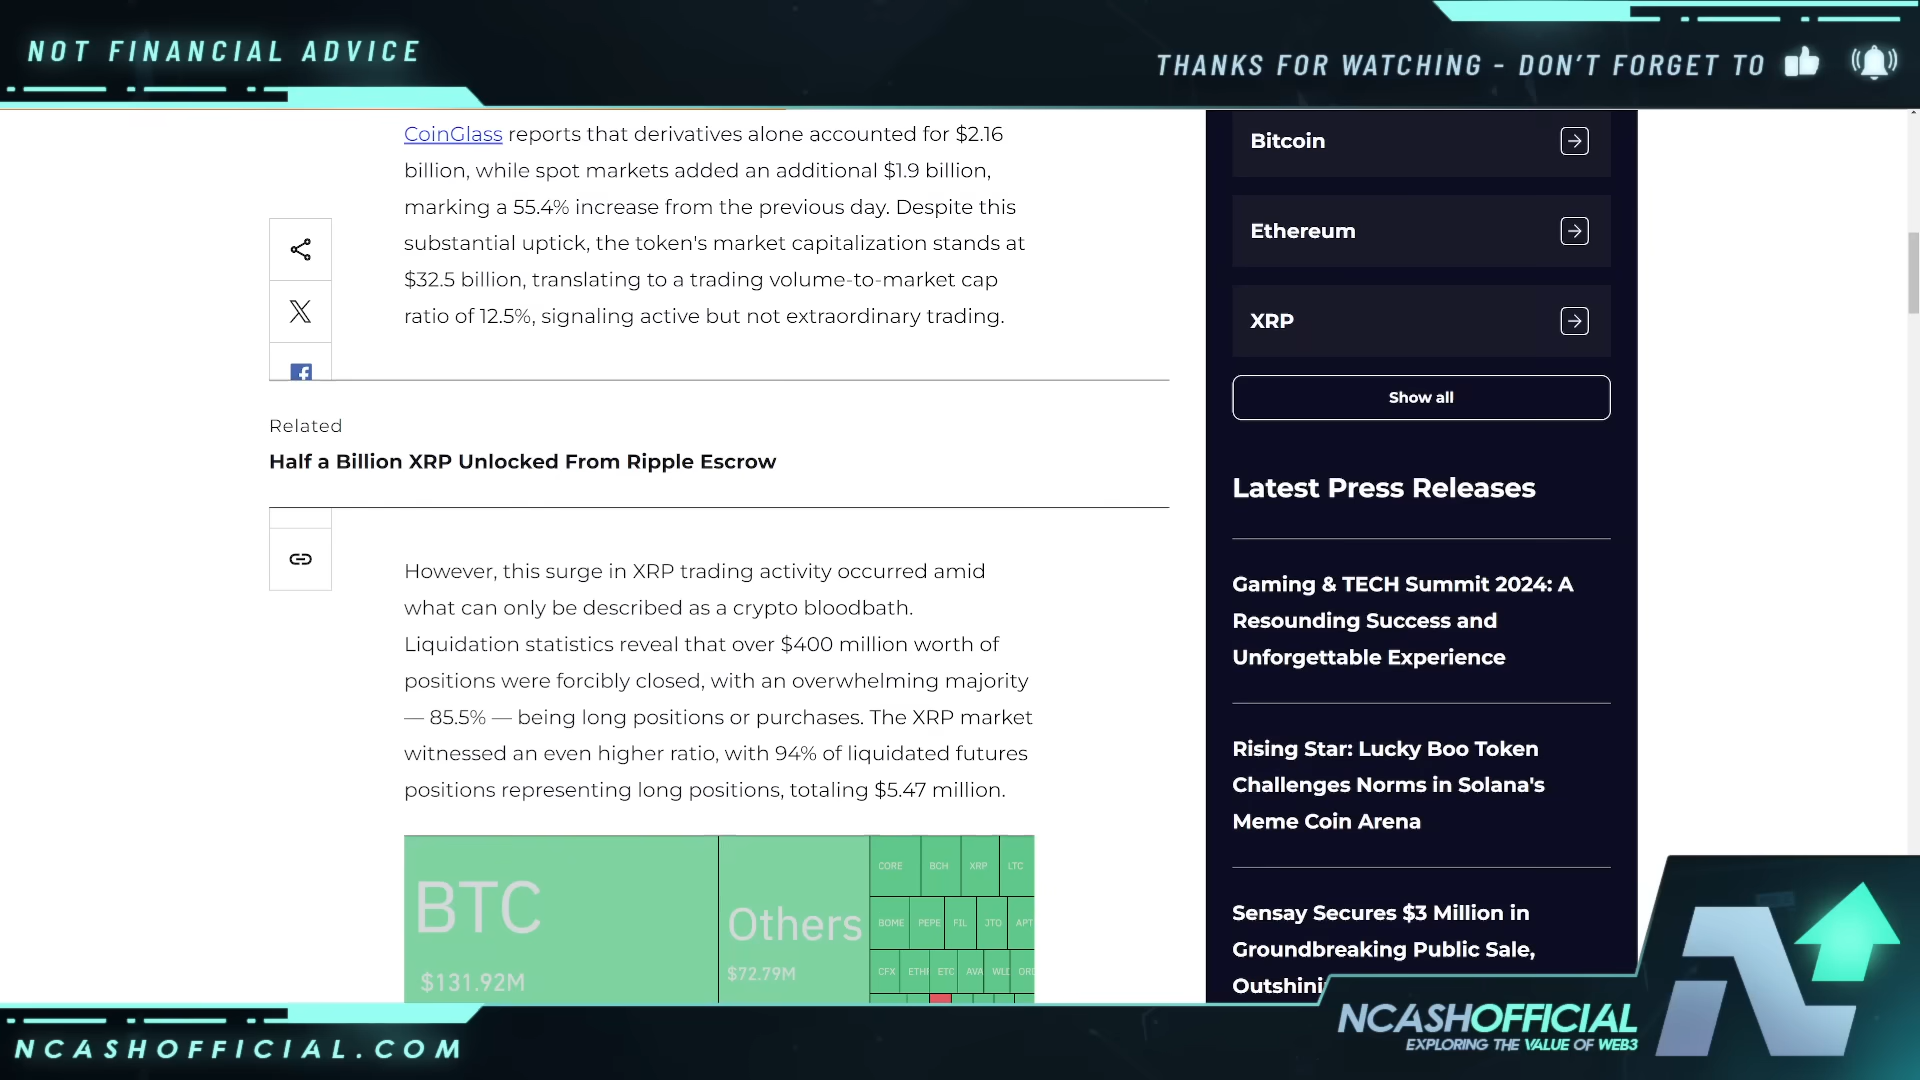 NOT FINANCIAL ADVICE
THANKS FOR WATCHING - DON'T FORGET TO
CoinGlass reports that derivatives alone accounted for $2.16
billion, while spot markets added an additional $1.9 billion,
marking a 55.4% increase from the previous day. Despite this
substantial uptick, the token's market capitalization stands at
$32.5 billion, translating to a trading volume-to-market cap
ratio of 12.5%, signaling active but not extraordinary trading.
Related
Half a Billion XRP Unlocked From Ripple Escrow
However, this surge in XRP trading activity occurred amid
what can only be described as a crypto bloodbath.
Liquidation statistics reveal that over $400 million worth of
positions were forcibly closed, with an overwhelming majority
— 85.5% — being long positions or purchases. The XRP market
witnessed an even higher ratio, with 94% of liquidated futures
positions representing long positions, totaling $5.47 million.
BTC
$131.92M
Others
$72.79M
CORE BCH XRP LTC
BOME PEPE FIL JTO APT
CFX ETHI ETC AVA WLD ORD
Bitcoin
Ethereum
XRP
Show all
Latest Press Releases
Gaming & TECH Summit 2024: A
Resounding Success and
Unforgettable Experience
Rising Star: Lucky Boo Token
Challenges Norms in Solana's
Meme Coin Arena
Sensay Secures $3 Million in
Groundbreaking Public Sale,
NCASHOFFICIAL.COM
NCASHOFFICIAL
EXPLORING THE VALUE OF WEB3